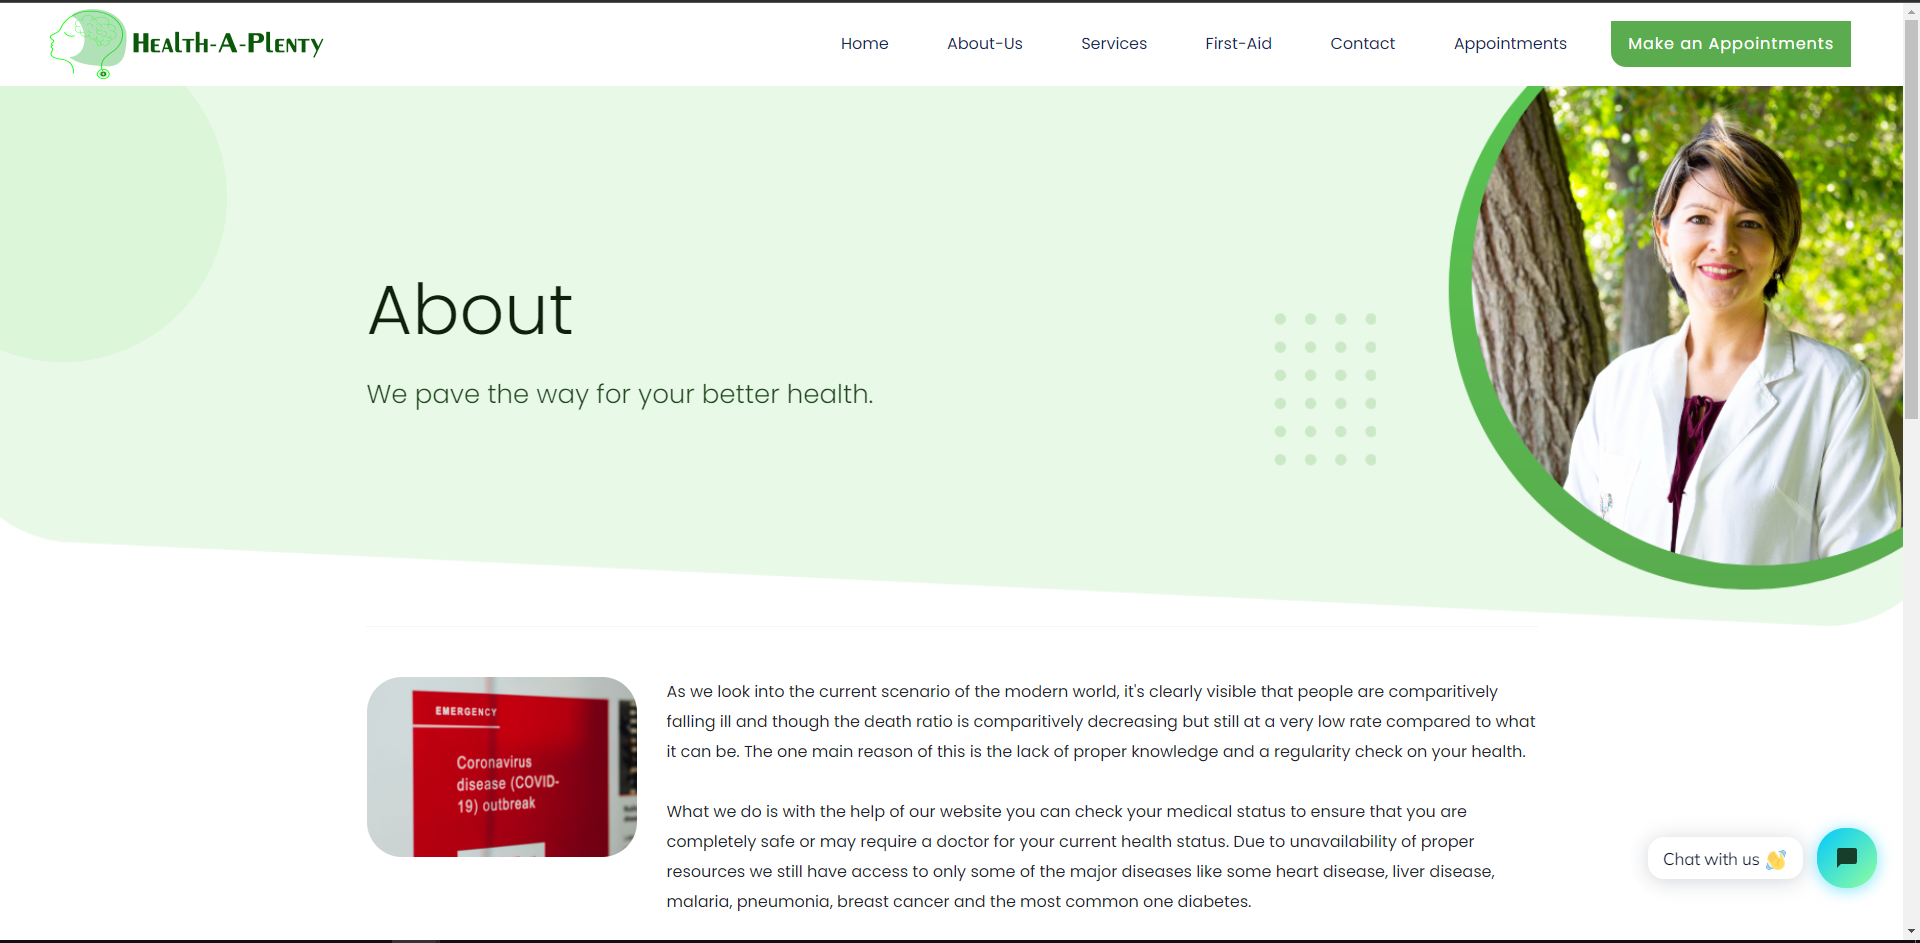 Health-A-Plenty
Home About-Us Services First-Aid Contact Appointments Make an Appointments
About
We pave the way for your better health.
EMERGENCY
Coronavirus
disease (COVID-
19) outbreak
As we look into the current scenario of the modern world, it's clearly visible that people are comparitively
falling ill and though the death ratio is comparitively decreasing but still at a very low rate compared to what
it can be. The one main reason of this is the lack of proper knowledge and a regularity check on your health.
What we do is with the help of our website you can check your medical status to ensure that you are
completely safe or may require a doctor for your current health status. Due to unavailability of proper
resources we still have access to only some of the major diseases like some heart disease, liver disease,
malaria, pneumonia, breast cancer and the most common one diabetes.
Chat with us 👋